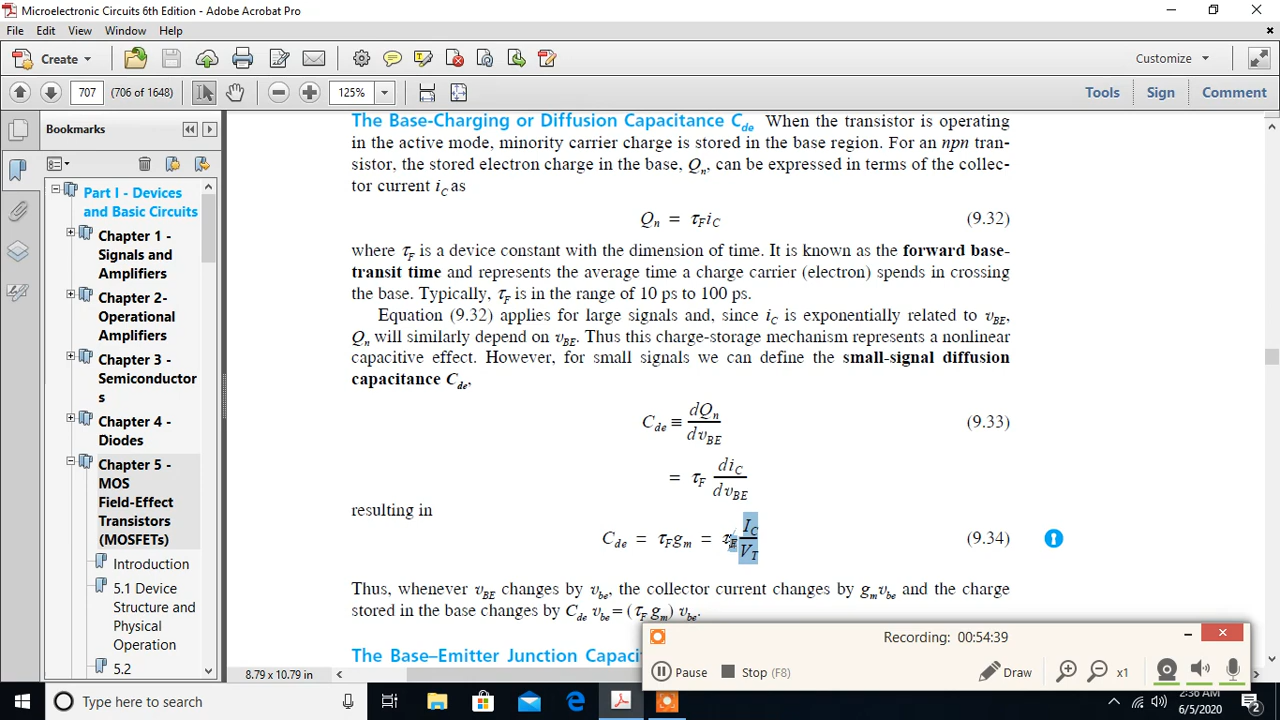 Microelectronic Circuits 6th Edition - Adobe Acrobat Pro
File Edit View Window Help
Create
Customize
707 (706 of 1648) 125%
Tools Sign Comment
Bookmarks
Part I - Devices
and Basic Circuits
Chapter 1 -
Signals and
Amplifiers
Chapter 2-
Operational
Amplifiers
Chapter 3 -
Semiconductor
s
Chapter 4 -
Diodes
Chapter 5 -
MOS
Field-Effect
Transistors
(MOSFETs)
Introduction
5.1 Device
Structure and
Physical
Operation
5.2
The Base-Charging or Diffusion Capacitance C_de When the transistor is operating
in the active mode, minority carrier charge is stored in the base region. For an npn tran-
sistor, the stored electron charge in the base, Q_n, can be expressed in terms of the collec-
tor current i_C as
Q_n = τ_F i_C (9.32)
where τ_F is a device constant with the dimension of time. It is known as the forward base-
transit time and represents the average time a charge carrier (electron) spends in crossing
the base. Typically, τ_F is in the range of 10 ps to 100 ps.
Equation (9.32) applies for large signals and, since i_C is exponentially related to v_BE,
Q_n will similarly depend on v_BE. Thus this charge-storage mechanism represents a nonlinear
capacitive effect. However, for small signals we can define the small-signal diffusion
capacitance C_de,
C_de ≡ dQ_n/dv_BE (9.33)
= τ_F di_C/dv_BE
resulting in
C_de = τ_F g_m = τ_F I_C/V_T (9.34)
Thus, whenever v_BE changes by v_be, the collector current changes by g_m v_be and the charge
stored in the base changes by C_de v_be = (τ_F g_m) v_be.
The Base–Emitter Junction Capaci
8.79 x 10.79 in
Recording: 00:54:39
Pause Stop (F8) Draw x1
Type here to search
2:36 AM
6/5/2020
2